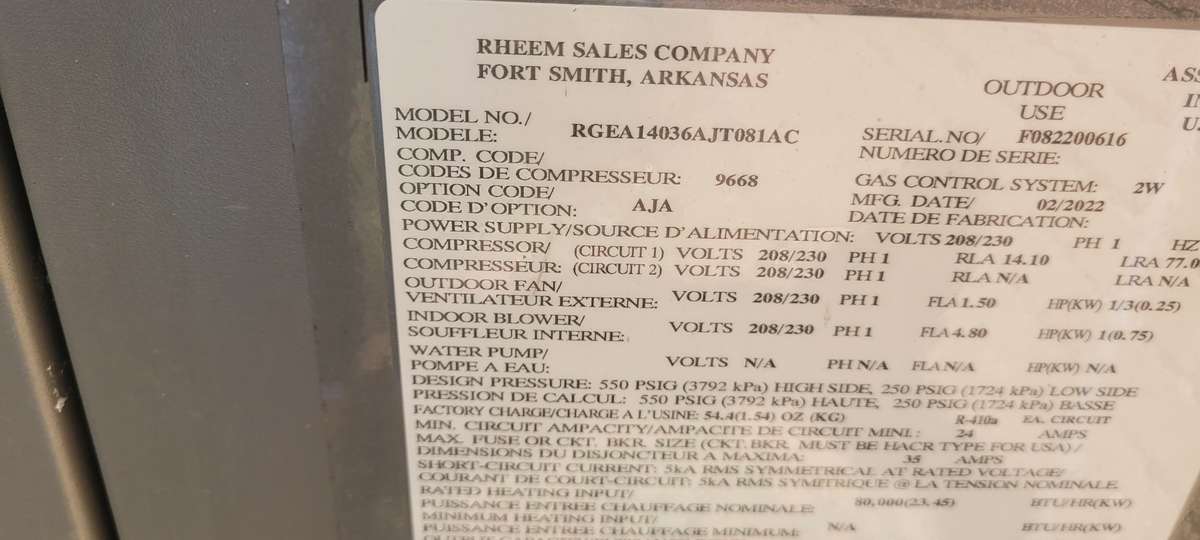 RHEEM SALES COMPANY
FORT SMITH, ARKANSAS
OUTDOOR
USE
ASS
MODEL NO./
MODELE: RGEA14036AJT081AC
SERIAL.NO/ F082200616
NUMERO DE SERIE:
COMP. CODE/
CODES DE COMPRESSEUR: 9668
GAS CONTROL SYSTEM: 2W
OPTION CODE/
CODE D'OPTION: AJA
MFG. DATE/ 02/2022
DATE DE FABRICATION:
POWER SUPPLY/SOURCE D'ALIMENTATION: VOLTS 208/230 PH 1 HZ
COMPRESSOR/ (CIRCUIT 1) VOLTS 208/230 PH 1 RLA 14.10 LRA 77.0
COMPRESSEUR: (CIRCUIT 2) VOLTS 208/230 PH 1 RLA N/A LRA N/A
OUTDOOR FAN/
VENTILATEUR EXTERNE: VOLTS 208/230 PH 1 FLA 1.50 HP(KW) 1/3(0.25)
INDOOR BLOWER/
SOUFFLEUR INTERNE: VOLTS 208/230 PH 1 FLA 4.80 HP(KW) 1(0.75)
WATER PUMP/
POMPE A EAU: VOLTS N/A PH N/A FLA N/A HP(KW) N/A
DESIGN PRESSURE: 550 PSIG (3792 kPa) HIGH SIDE, 250 PSIG (1724 kPa) LOW SIDE
PRESSION DE CALCUL: 550 PSIG (3792 kPa) HAUTE, 250 PSIG (1724 kPa) BASSE
FACTORY CHARGE/CHARGE A L'USINE: 54.4(1.54) OZ (KG) R-410a EA. CIRCUIT
MIN. CIRCUIT AMPACITY/AMPACITE DE CIRCUIT MINI.: 24 AMPS
MAX. FUSE OR CKT. BKR. SIZE (CKT.BKR. MUST BE HACR TYPE FOR USA)/
DIMENSIONS DU DISJONCTEUR A MAXIMA: 35 AMPS
SHORT-CIRCUIT CURRENT: 5kA RMS SYMMETRICAL AT RATED VOLTAGE/
COURANT DE COURT-CIRCUIT: 5kA RMS SYMITRIQUE @ LA TENSION NOMINALE
RATED HEATING INPUT/
PUISSANCE ENTREE CHAUFFAGE NOMINALE: 80,000(23.45) BTU/HR(KW)
MINIMUM HEATING INPUT/
PUISSANCE ENTREE CHAUFFAGE MINIMUM: N/A BTU/HR(KW)